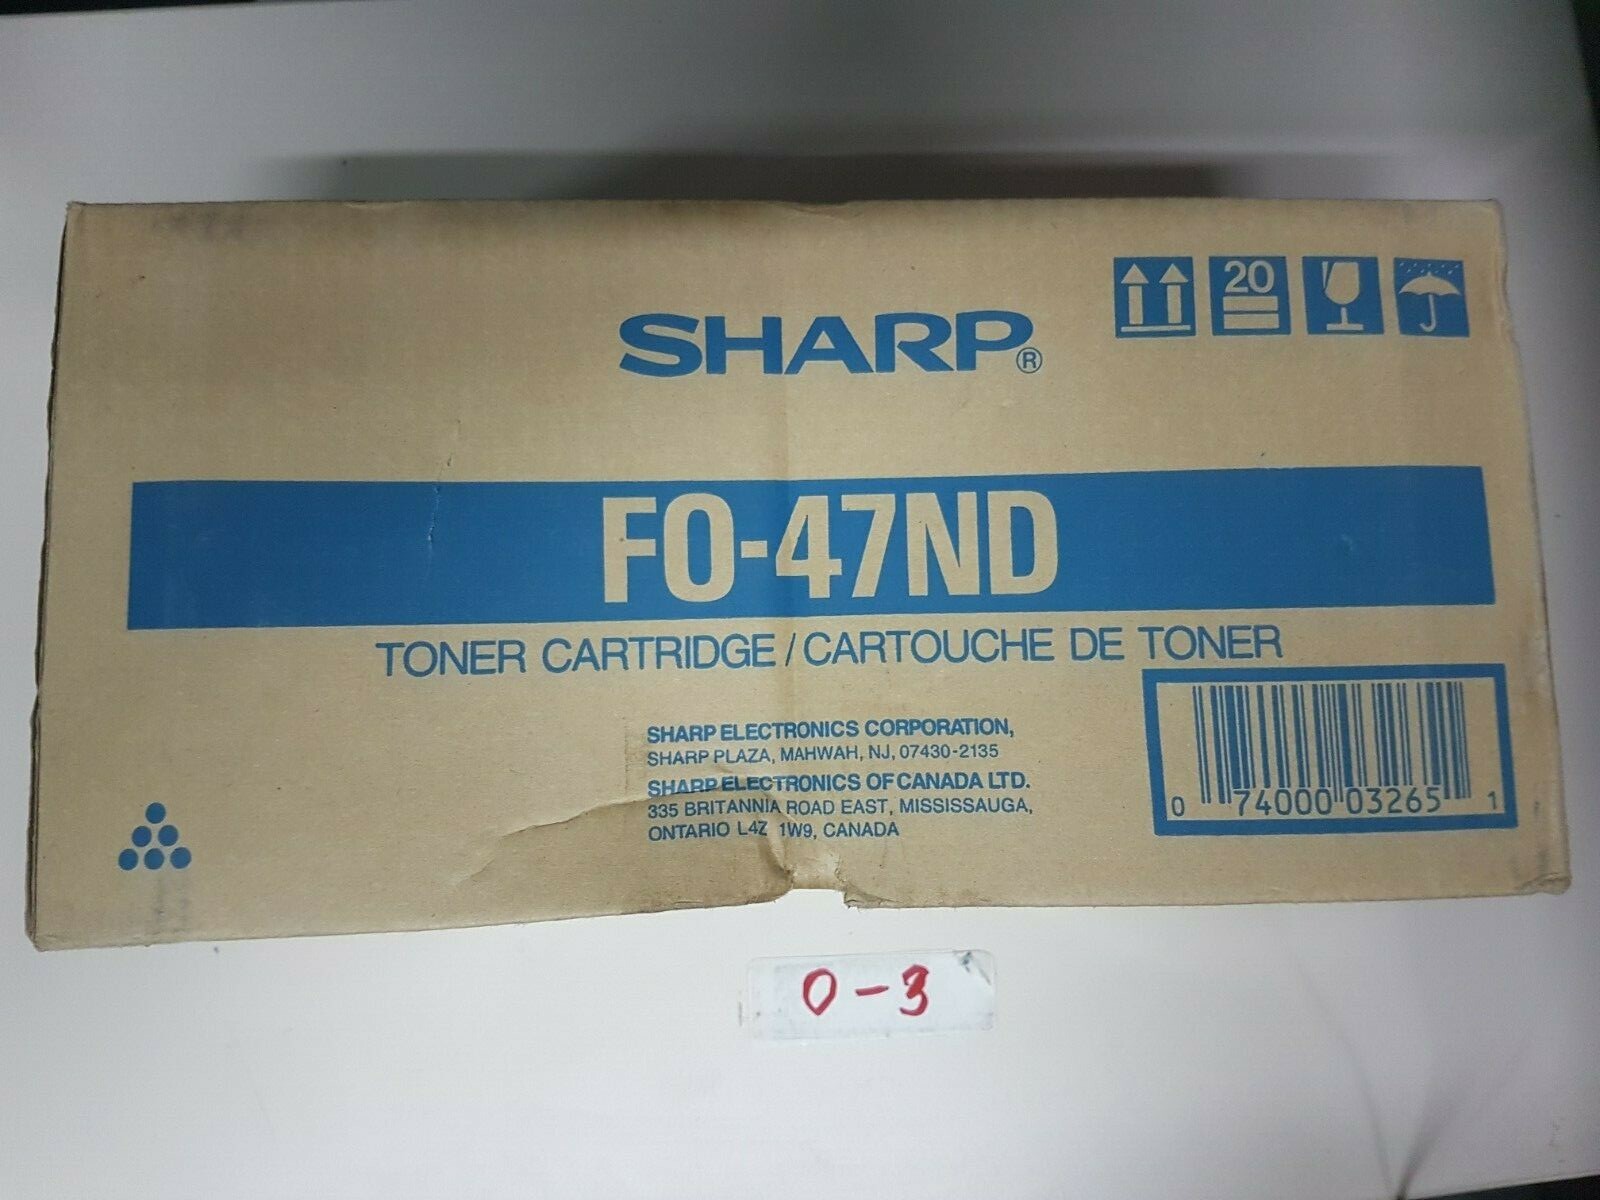 SHARP®
20
FO-47ND
TONER CARTRIDGE / CARTOUCHE DE TONER
SHARP ELECTRONICS CORPORATION,
SHARP PLAZA, MAHWAH, NJ, 07430-2135
SHARP ELECTRONICS OF CANADA LTD.
335 BRITANNIA ROAD EAST, MISSISSAUGA,
ONTARIO L4Z 1W9, CANADA
0 74000 03265 1
0-3